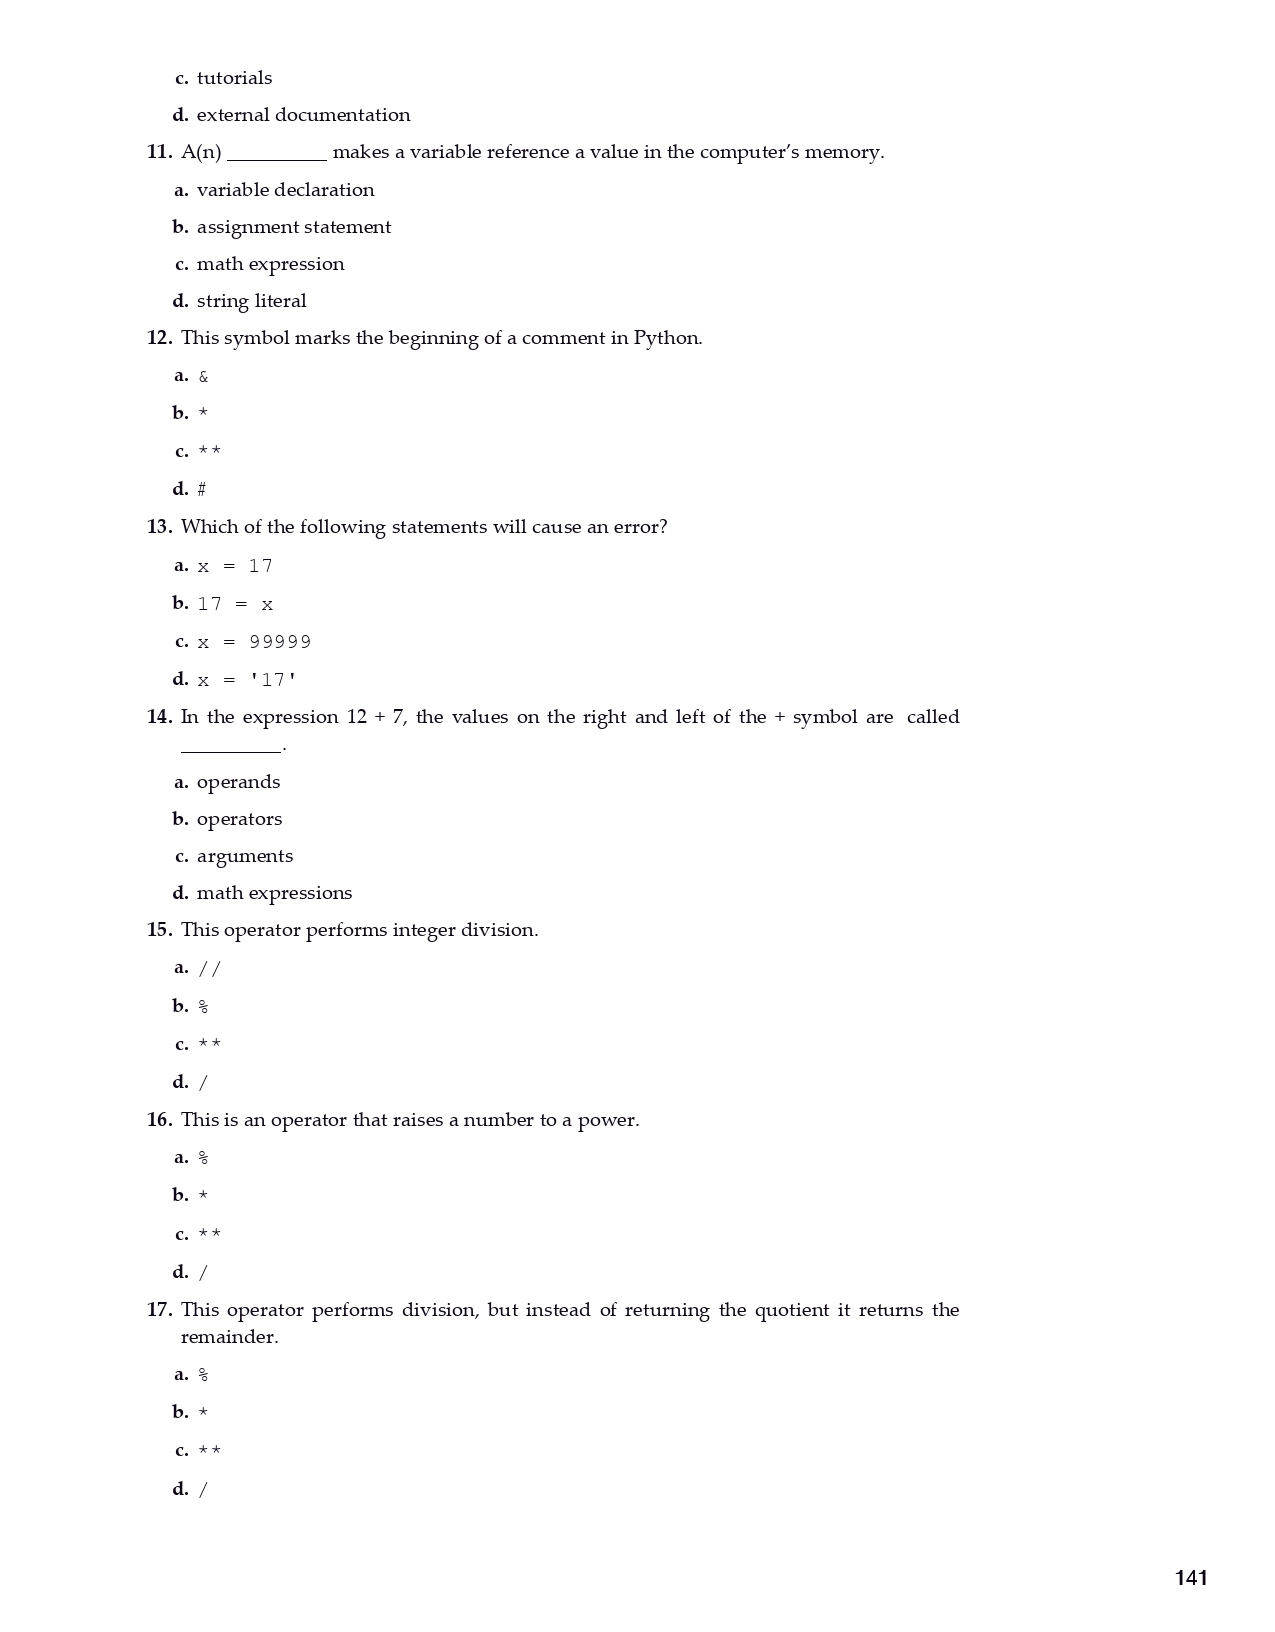 c. tutorials
d. external documentation
11. A(n) __________ makes a variable reference a value in the computer’s memory.
a. variable declaration
b. assignment statement
c. math expression
d. string literal
12. This symbol marks the beginning of a comment in Python.
a. &
b. *
c. **
d. #
13. Which of the following statements will cause an error?
a. x = 17
b. 17 = x
c. x = 99999
d. x = '17'
14. In the expression 12 + 7, the values on the right and left of the + symbol are called
__________.
a. operands
b. operators
c. arguments
d. math expressions
15. This operator performs integer division.
a. //
b. %
c. **
d. /
16. This is an operator that raises a number to a power.
a. %
b. *
c. **
d. /
17. This operator performs division, but instead of returning the quotient it returns the
remainder.
a. %
b. *
c. **
d. /
141